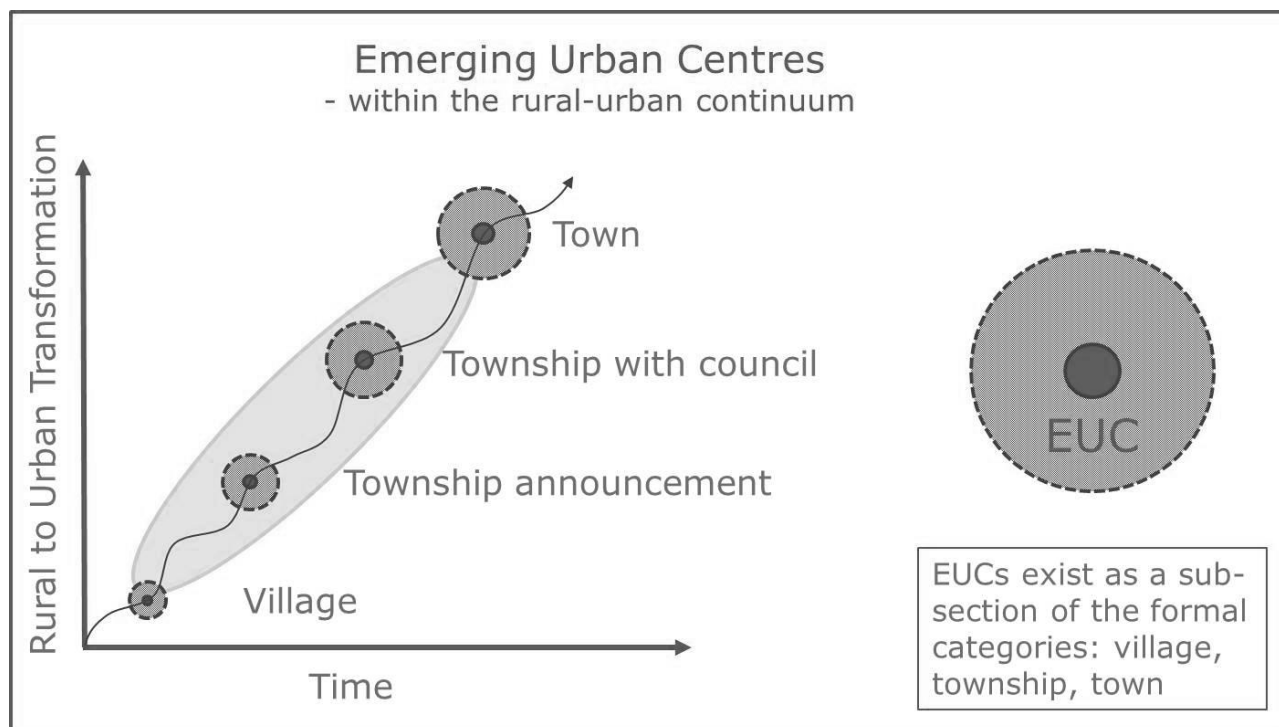 Emerging Urban Centres
- within the rural-urban continuum
Rural to Urban Transformation
Town
Township with council
Township announcement
Village
Time
EUC
EUCs exist as a sub-
section of the formal
categories: village,
township, town